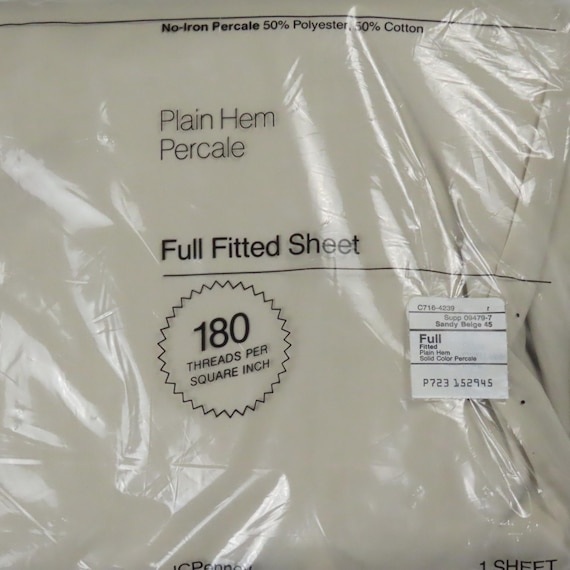 No-Iron Percale 50% Polyester, 50% Cotton
Plain Hem
Percale
Full Fitted Sheet
180
THREADS PER
SQUARE INCH
C716-4239 f
Supp 09479-7
Sandy Beige 45
Full
Fitted
Plain Hem
Solid Color Percale
P723 152945
JCPenney
1 SHEET